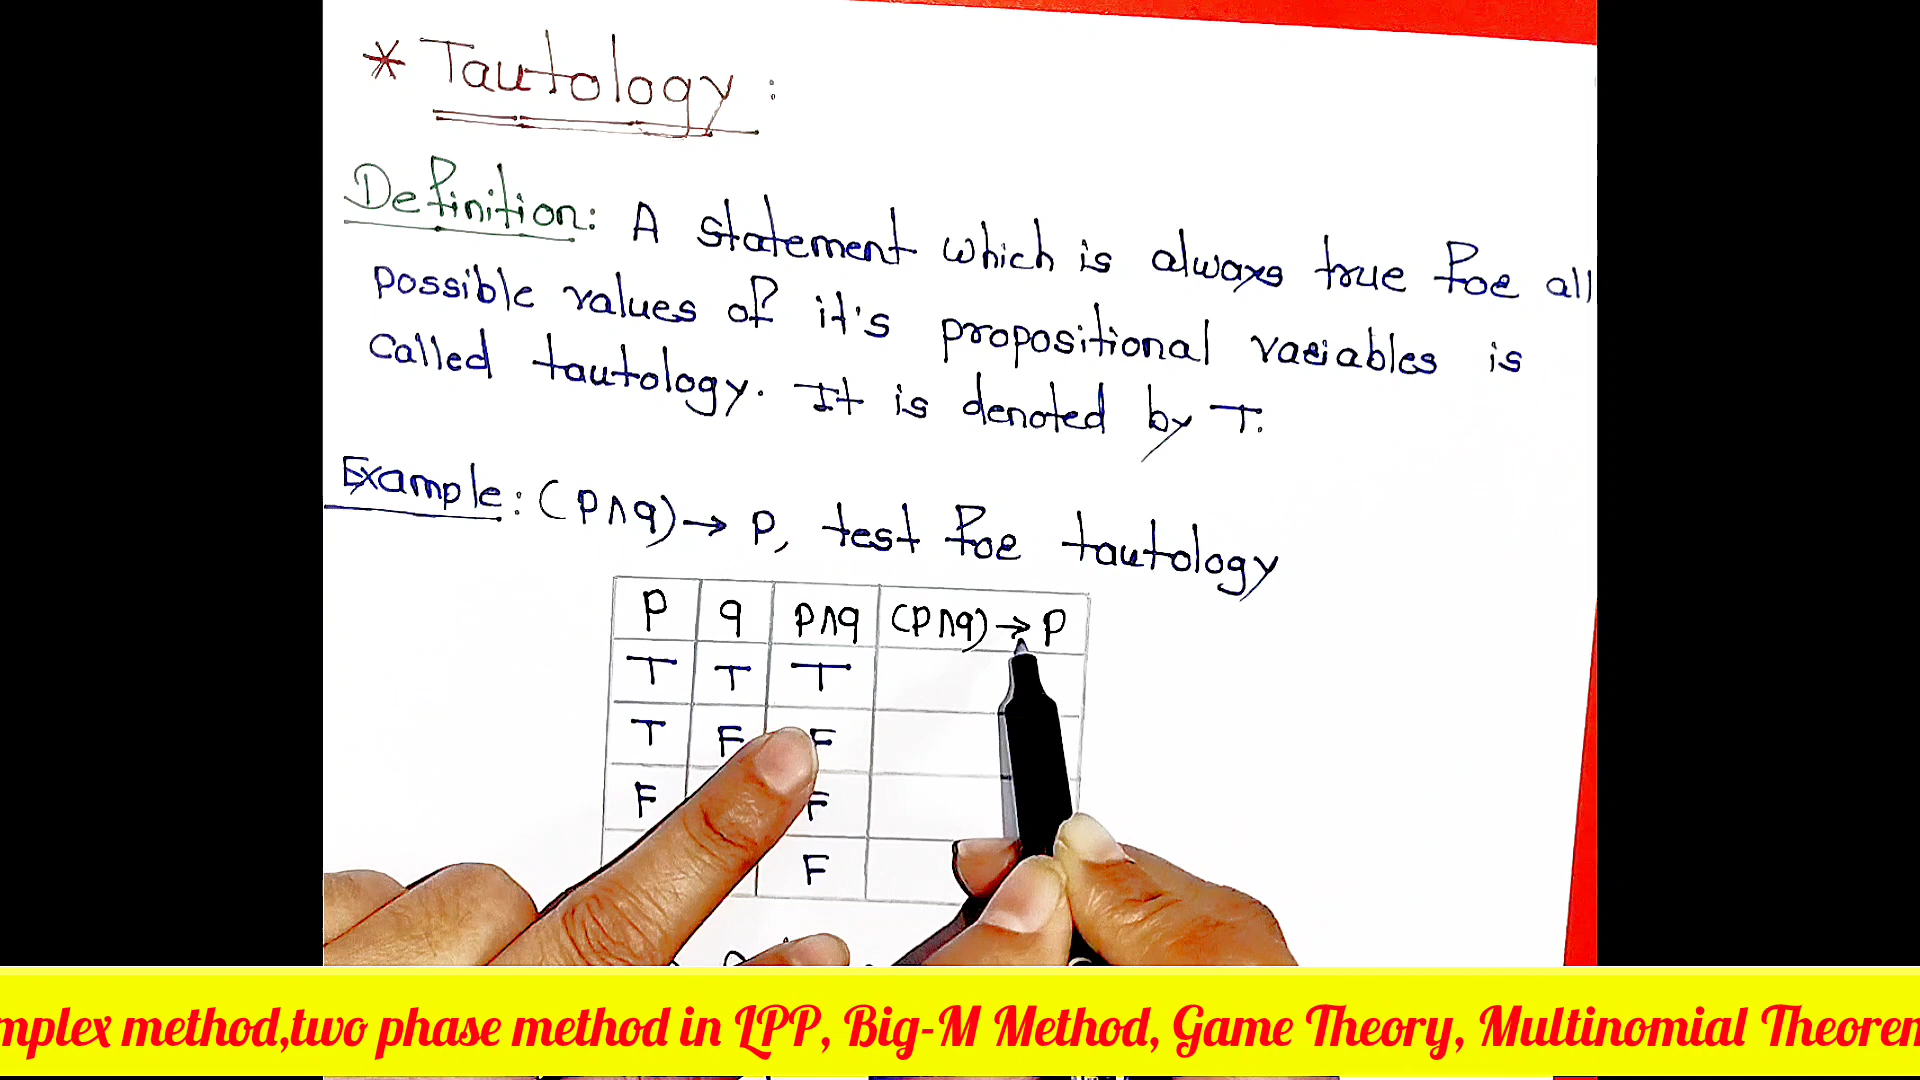 * Tautology :
Definition: A statement which is always true for all
possible values of it's propositional variables is
called tautology. It is denoted by T.
Example: (P∧q)→ P, test for tautology
P q P∧q (P∧q)→ P
T T T
T F F
F F
F
mplex method,two phase method in LPP, Big-M Method, Game Theory, Multinomial Theorem